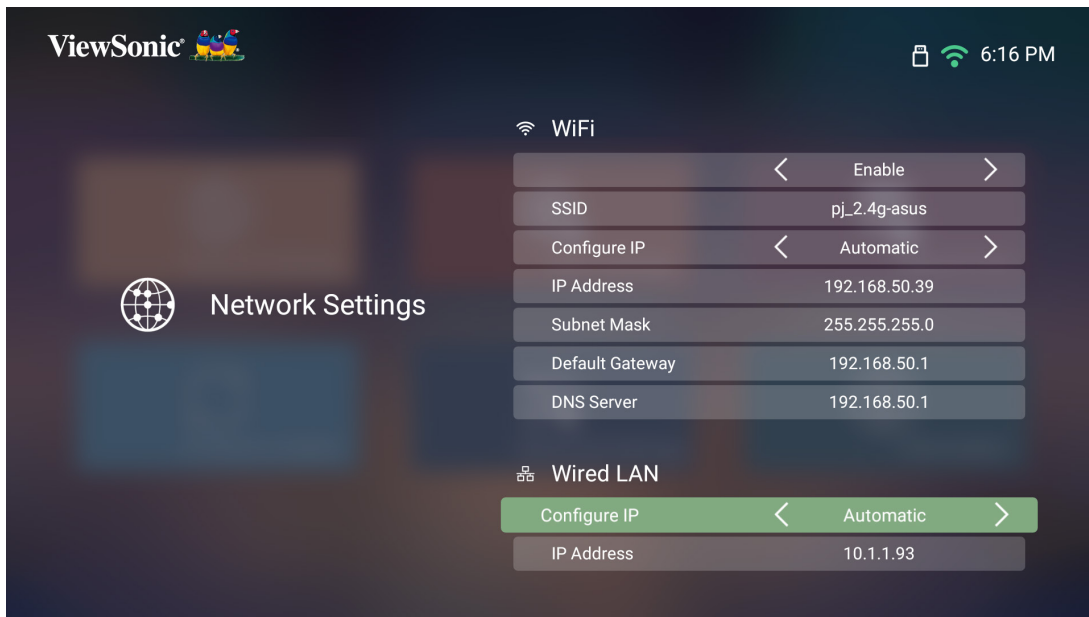 ViewSonic®
6:16 PM
WiFi
Enable
SSID pj_2.4g-asus
Configure IP Automatic
IP Address 192.168.50.39
Network Settings
Subnet Mask 255.255.255.0
Default Gateway 192.168.50.1
DNS Server 192.168.50.1
Wired LAN
Configure IP Automatic
IP Address 10.1.1.93